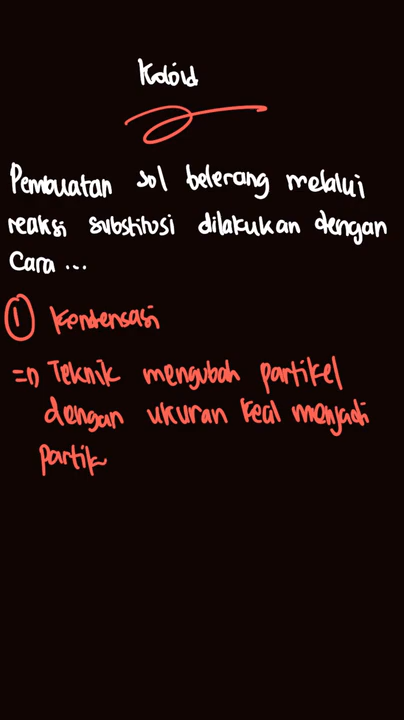 Koloid
Pembuatan sol belerang melalui
reaksi substitusi dilakukan dengan
Cara ...
① Kondensasi
=D Teknik mengubah partikel
dengan ukuran kecil menjadi
partik